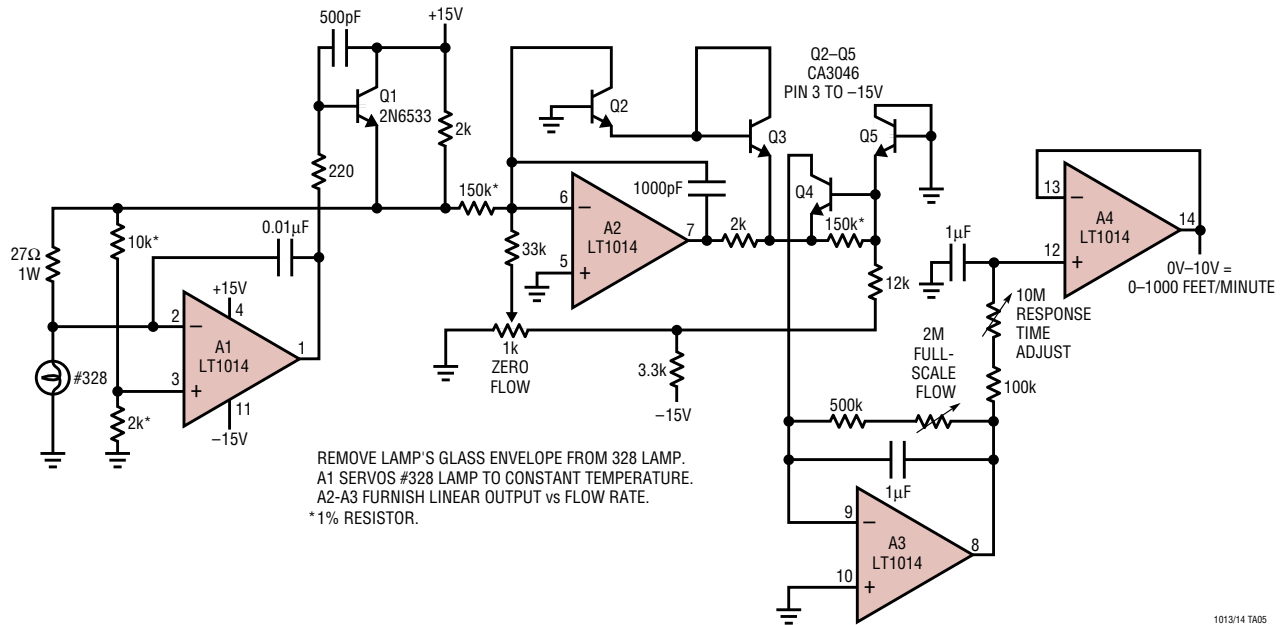 500pF
+15V
Q1
2N6533
2k
220
Q2
Q3
Q2–Q5
CA3046
PIN 3 TO –15V
Q5
Q4
150k*
1000pF
6
–
A2
LT1014
7
5
+
2k
150k*
33k
12k
10k*
0.01µF
27Ω
1W
+15V
4
2
–
A1
LT1014
1
3
+
11
–15V
#328
2k*
1k
ZERO
FLOW
3.3k
–15V
1µF
13
–
A4
LT1014
14
12
+
0V–10V =
0–1000 FEET/MINUTE
10M
RESPONSE
TIME
ADJUST
2M
FULL-
SCALE
FLOW
100k
500k
1µF
9
–
A3
LT1014
8
10
+
REMOVE LAMP'S GLASS ENVELOPE FROM 328 LAMP.
A1 SERVOS #328 LAMP TO CONSTANT TEMPERATURE.
A2-A3 FURNISH LINEAR OUTPUT vs FLOW RATE.
*1% RESISTOR.
1013/14 TA05